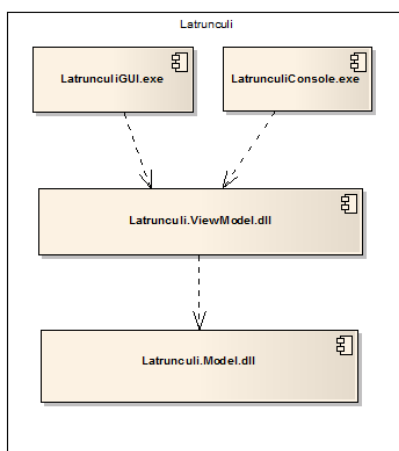 Latrunculi
LatrunculiGUI.exe
LatrunculiConsole.exe
Latrunculi.ViewModel.dll
Latrunculi.Model.dll